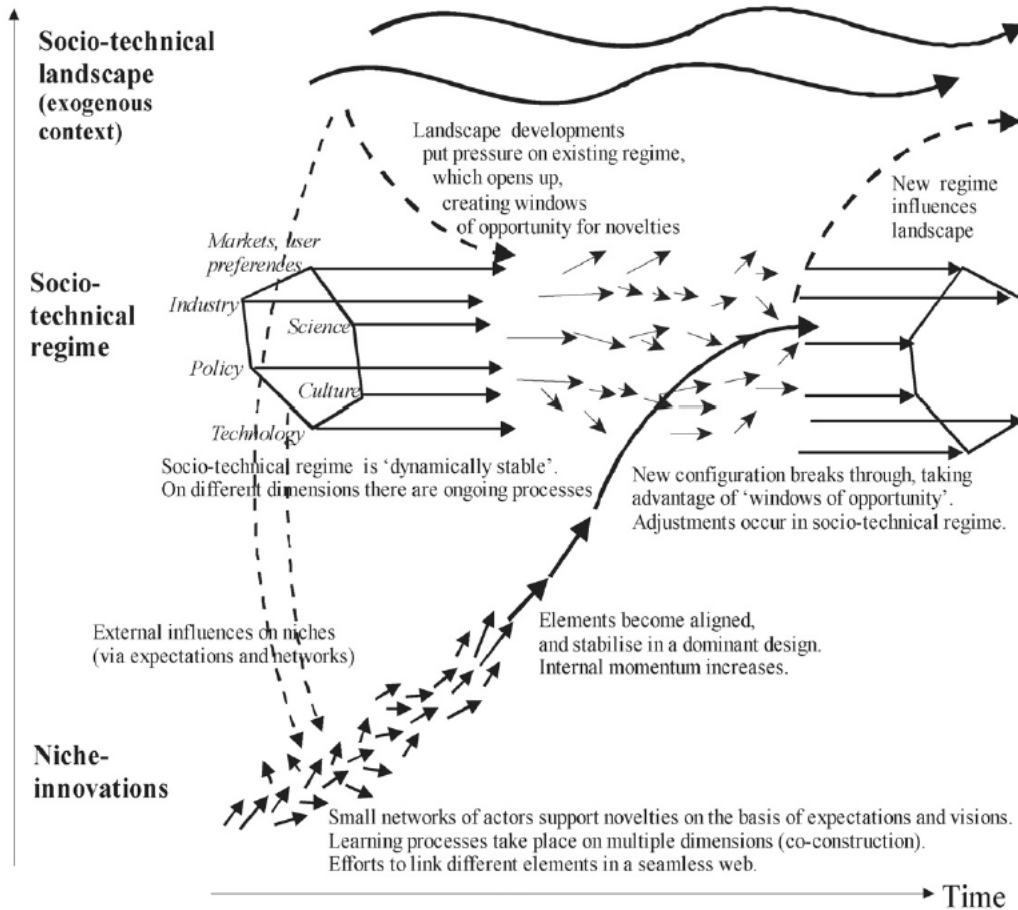 Socio-technical
landscape
(exogenous
context)
Landscape developments
put pressure on existing regime,
which opens up,
creating windows
of opportunity for novelties
New regime
influences
landscape
Markets, user
preferences
Industry
Science
Policy
Culture
Technology
Socio-
technical
regime
Socio-technical regime is ‘dynamically stable’.
On different dimensions there are ongoing processes
New configuration breaks through, taking
advantage of ‘windows of opportunity’.
Adjustments occur in socio-technical regime.
External influences on niches
(via expectations and networks)
Elements become aligned,
and stabilise in a dominant design.
Internal momentum increases.
Niche-
innovations
Small networks of actors support novelties on the basis of expectations and visions.
Learning processes take place on multiple dimensions (co-construction).
Efforts to link different elements in a seamless web.
Time